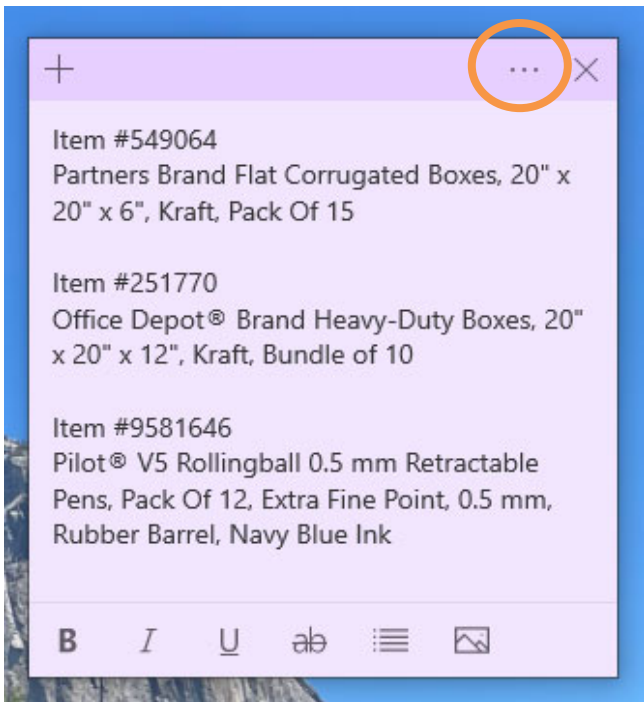 Item #549064
Partners Brand Flat Corrugated Boxes, 20" x
20" x 6", Kraft, Pack Of 15
Item #251770
Office Depot® Brand Heavy-Duty Boxes, 20"
x 20" x 12", Kraft, Bundle of 10
Item #9581646
Pilot® V5 Rollingball 0.5 mm Retractable
Pens, Pack Of 12, Extra Fine Point, 0.5 mm,
Rubber Barrel, Navy Blue Ink
B I U ab